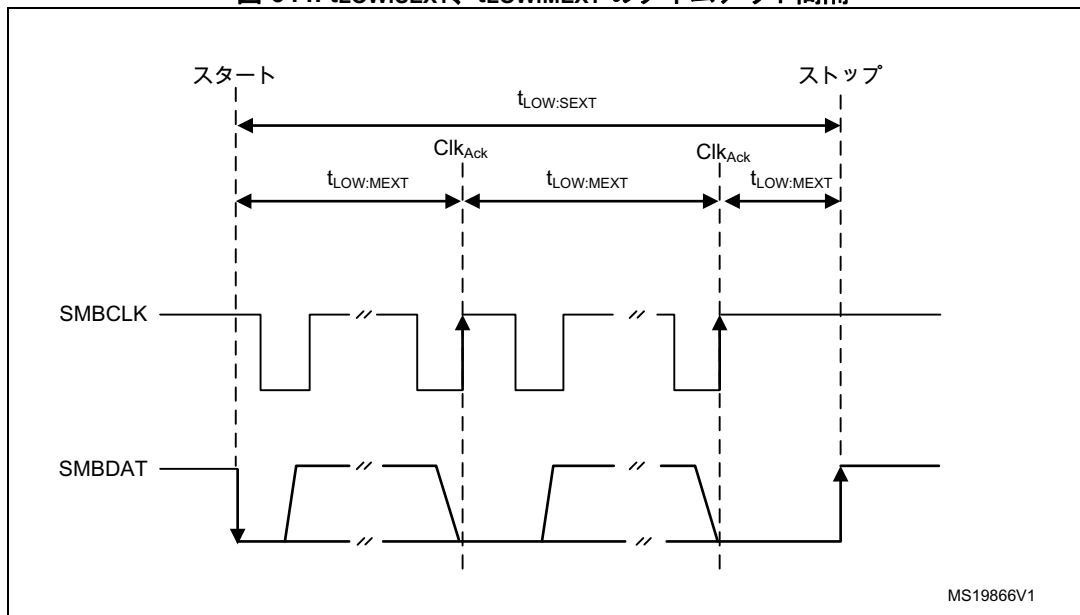 スタート ストップ
tLOW:SEXT
ClkAck ClkAck
tLOW:MEXT tLOW:MEXT tLOW:MEXT
SMBCLK
SMBDAT
MS19866V1